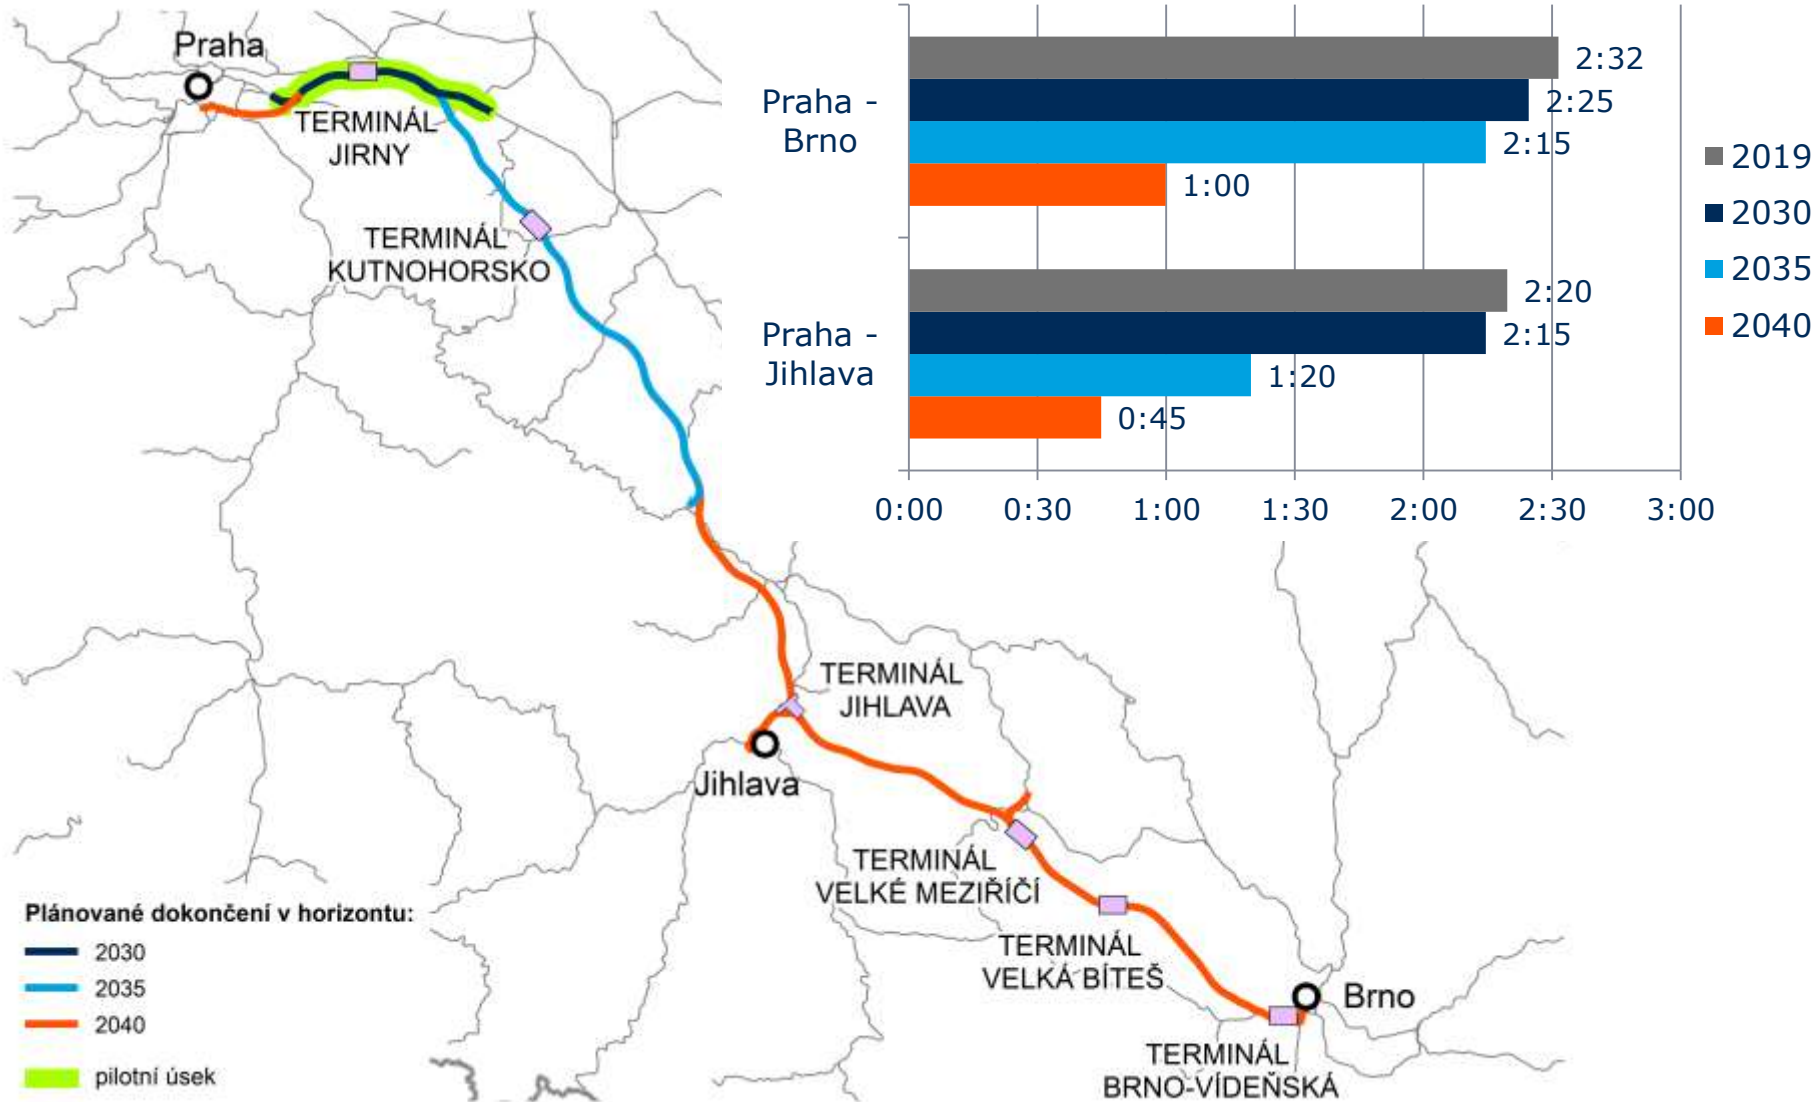 Praha
TERMINÁL
JIRNY
TERMINÁL
KUTNOHORSKO
TERMINÁL
JIHLAVA
Jihlava
TERMINÁL
VELKÉ MEZIŘÍČÍ
TERMINÁL
VELKÁ BÍTEŠ
Brno
TERMINÁL
BRNO-VÍDEŇSKÁ
Plánované dokončení v horizontu:
2030
2035
2040
pilotní úsek
Praha -
Brno
2:32
2:25
2:15
1:00
Praha -
Jihlava
2:20
2:15
1:20
0:45
0:00 0:30 1:00 1:30 2:00 2:30 3:00
2019
2030
2035
2040